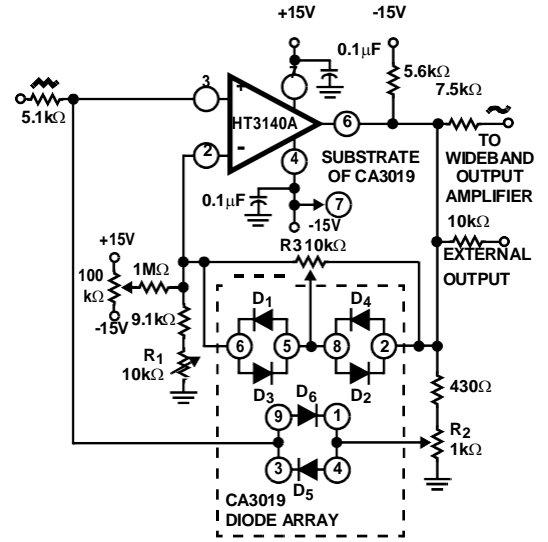 +15V
-15V
0.1µF
7
5.6kΩ
7.5kΩ
3
+
5.1kΩ
HT3140A
6
2
-
4
TO
WIDEBAND
OUTPUT
AMPLIFIER
SUBSTRATE
OF CA3019
0.1µF
7
-15V
10kΩ
EXTERNAL
OUTPUT
+15V
R310kΩ
100
kΩ
1MΩ
-15V
9.1kΩ
D1
D4
6
5
8
2
R1
10kΩ
D3
D2
430Ω
D6
9
1
R2
1kΩ
3
4
D5
CA3019
DIODE ARRAY